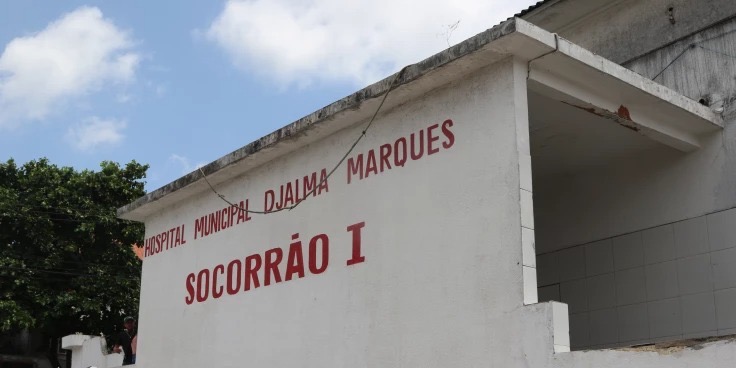 HOSPITAL MUNICIPAL DJALMA MARQUES
SOCORRÃO I